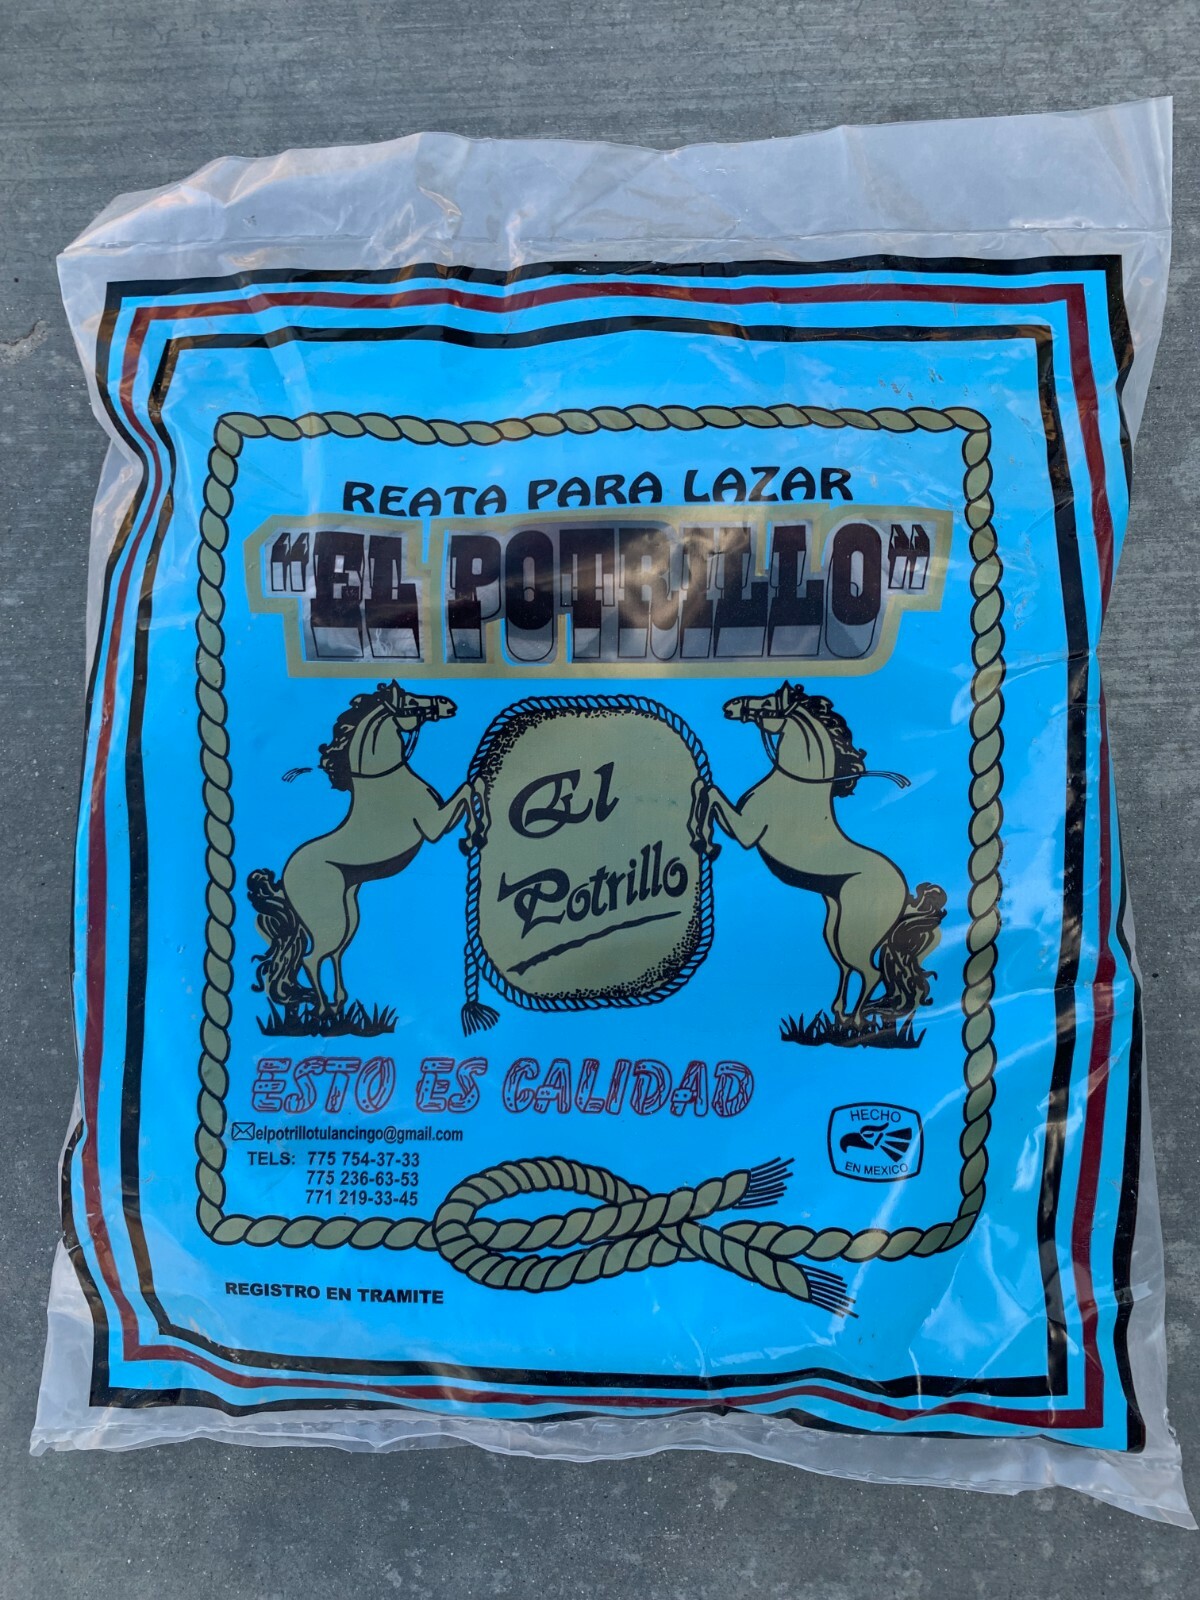 REATA PARA LAZAR
"EL POTRILLO"
El
Potrillo
ESTO ES CALIDAD
elpotrillotulancingo@gmail.com
TELS: 775 754-37-33
775 236-63-53
771 219-33-45
HECHO
EN MEXICO
REGISTRO EN TRAMITE